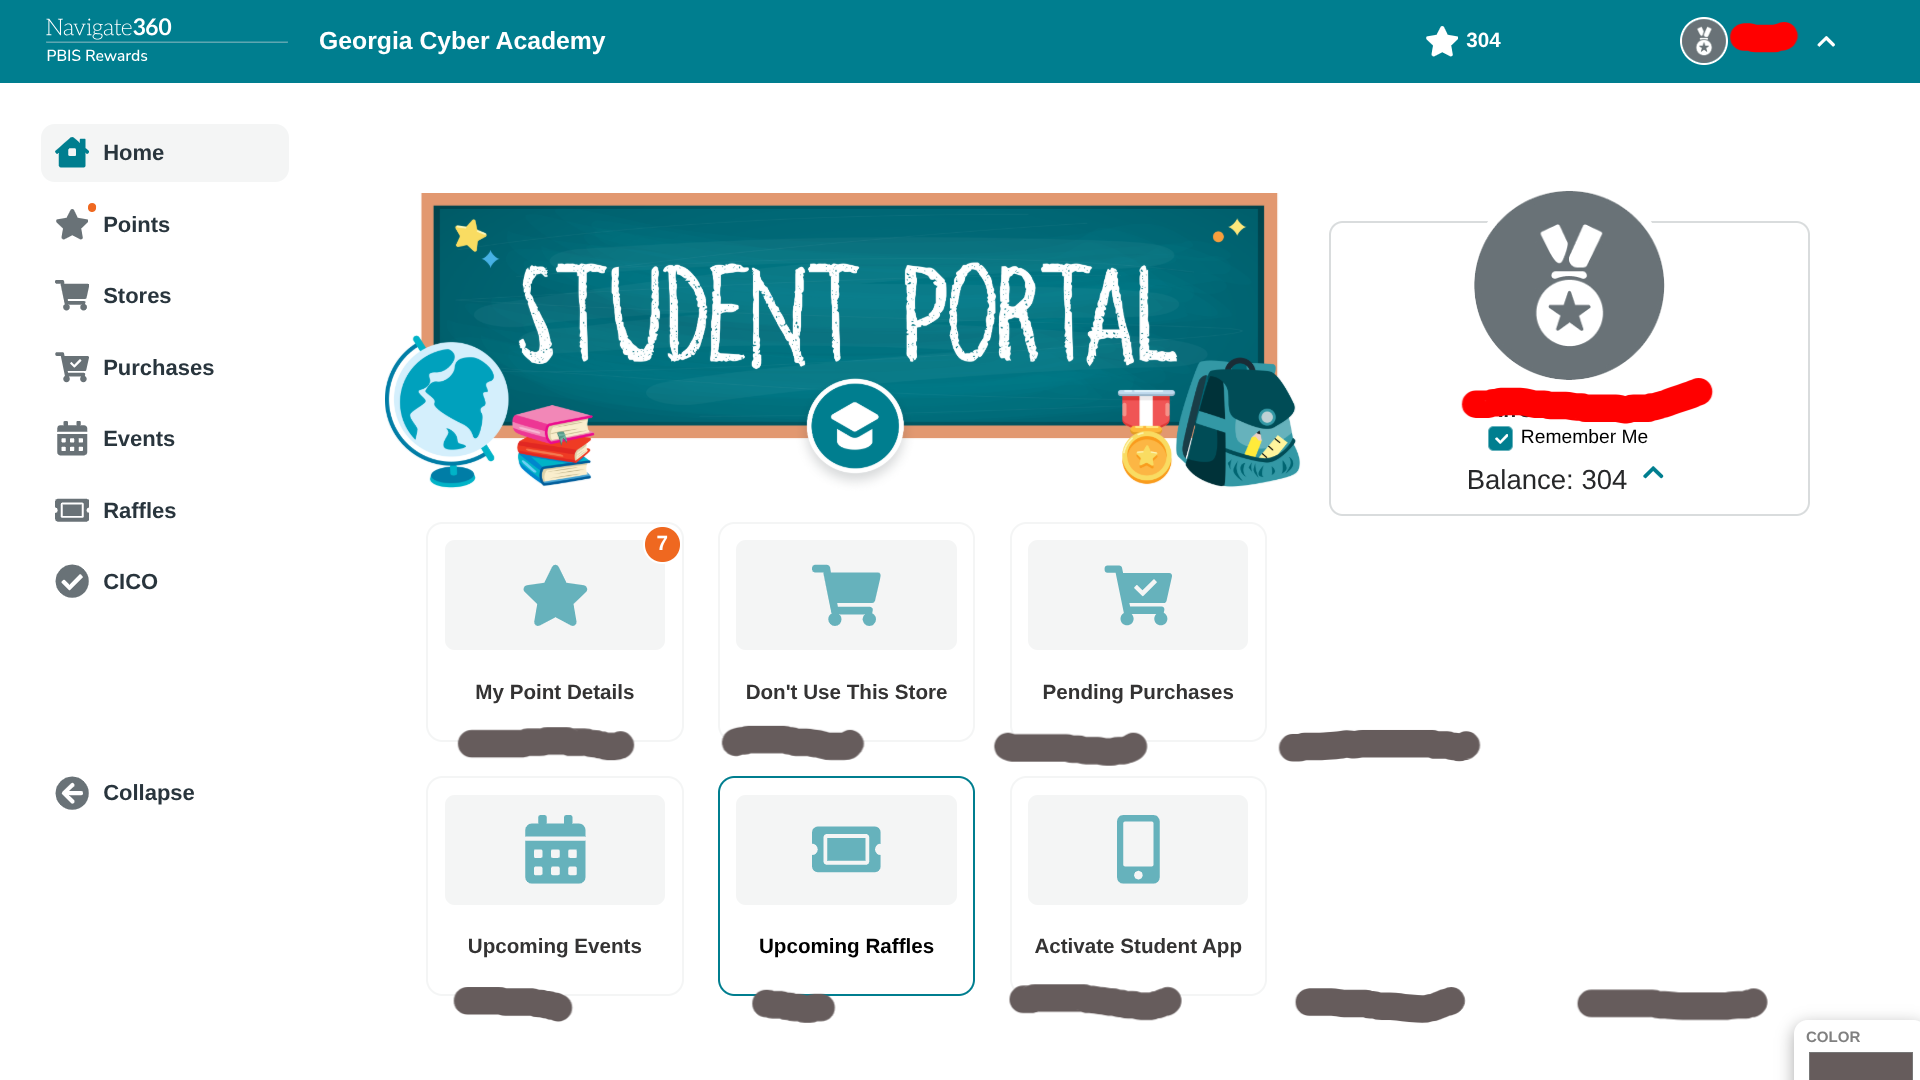 Navigate360
PBIS Rewards
Georgia Cyber Academy
304
Home
Points
Stores
Purchases
Events
Raffles
CICO
Collapse
STUDENT PORTAL
Remember Me
Balance: 304
7
My Point Details
Don't Use This Store
Pending Purchases
Upcoming Events
Upcoming Raffles
Activate Student App
COLOR